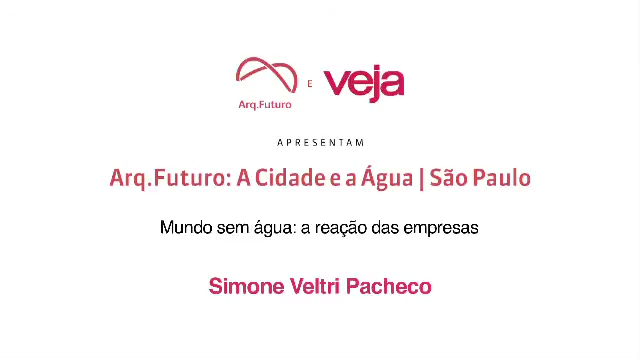 Arq.Futuro E veja
APRESENTAM
Arq.Futuro: A Cidade e a Água | São Paulo
Mundo sem água: a reação das empresas
Simone Veltri Pacheco